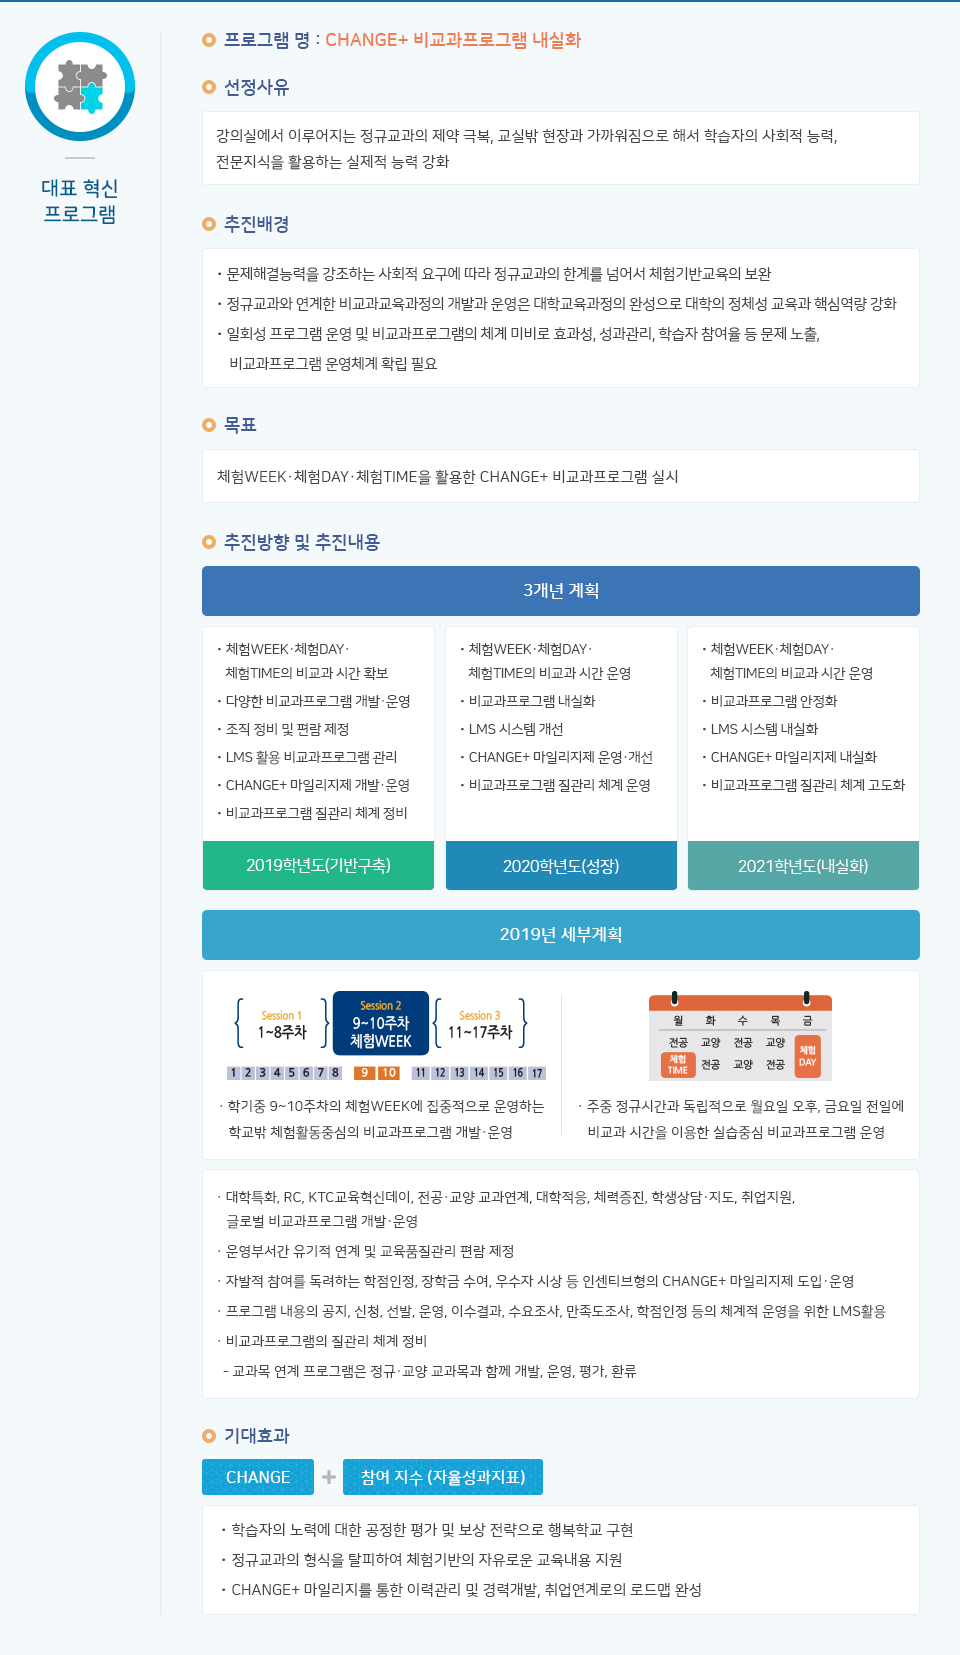 대표 혁신
프로그램
프로그램 명 : CHANGE+ 비교과프로그램 내실화
선정사유
강의실에서 이루어지는 정규교과의 제약 극복, 교실밖 현장과 가까워짐으로 해서 학습자의 사회적 능력,
전문지식을 활용하는 실제적 능력 강화
추진배경
· 문제해결능력을 강조하는 사회적 요구에 따라 정규교과의 한계를 넘어서 체험기반교육의 보완
· 정규교과와 연계한 비교과교육과정의 개발과 운영은 대학교육과정의 완성으로 대학의 정체성 교육과 핵심역량 강화
· 일회성 프로그램 운영 및 비교과프로그램의 체계 미비로 효과성, 성과관리, 학습자 참여율 등 문제 노출,
비교과프로그램 운영체계 확립 필요
목표
체험WEEK·체험DAY·체험TIME을 활용한 CHANGE+ 비교과프로그램 실시
추진방향 및 추진내용
3개년 계획
· 체험WEEK·체험DAY·
체험TIME의 비교과 시간 확보
· 다양한 비교과프로그램 개발·운영
· 조직 정비 및 편람 제정
· LMS 활용 비교과프로그램 관리
· CHANGE+ 마일리지제 개발·운영
· 비교과프로그램 질관리 체계 정비
2019학년도(기반구축)
· 체험WEEK·체험DAY·
체험TIME의 비교과 시간 운영
· 비교과프로그램 내실화
· LMS 시스템 개선
· CHANGE+ 마일리지제 운영·개선
· 비교과프로그램 질관리 체계 운영
2020학년도(성장)
· 체험WEEK·체험DAY·
체험TIME의 비교과 시간 운영
· 비교과프로그램 안정화
· LMS 시스템 내실화
· CHANGE+ 마일리지제 내실화
· 비교과프로그램 질관리 체계 고도화
2021학년도(내실화)
2019년 세부계획
Session 1
1~8주차
Session 2
9~10주차
체험WEEK
Session 3
11~17주차
1 2 3 4 5 6 7 8 9 10 11 12 13 14 15 16 17
· 학기중 9~10주차의 체험WEEK에 집중적으로 운영하는
학교밖 체험활동중심의 비교과프로그램 개발·운영
월 화 수 목 금
전공 교양 전공 교양
체험
TIME
전공 교양 전공
체험
DAY
· 주중 정규시간과 독립적으로 월요일 오후, 금요일 전일에
비교과 시간을 이용한 실습중심 비교과프로그램 운영
· 대학특화, RC, KTC교육혁신데이, 전공·교양 교과연계, 대학적응, 체력증진, 학생상담·지도, 취업지원,
글로벌 비교과프로그램 개발·운영
· 운영부서간 유기적 연계 및 교육품질관리 편람 제정
· 자발적 참여를 독려하는 학점인정, 장학금 수여, 우수자 시상 등 인센티브형의 CHANGE+ 마일리지제 도입·운영
· 프로그램 내용의 공지, 신청, 선발, 운영, 이수결과, 수요조사, 만족도조사, 학점인정 등의 체계적 운영을 위한 LMS활용
· 비교과프로그램의 질관리 체계 정비
- 교과목 연계 프로그램은 정규·교양 교과목과 함께 개발, 운영, 평가, 환류
기대효과
CHANGE + 참여 지수 (자율성과지표)
· 학습자의 노력에 대한 공정한 평가 및 보상 전략으로 행복학교 구현
· 정규교과의 형식을 탈피하여 체험기반의 자유로운 교육내용 지원
· CHANGE+ 마일리지를 통한 이력관리 및 경력개발, 취업연계로의 로드맵 완성